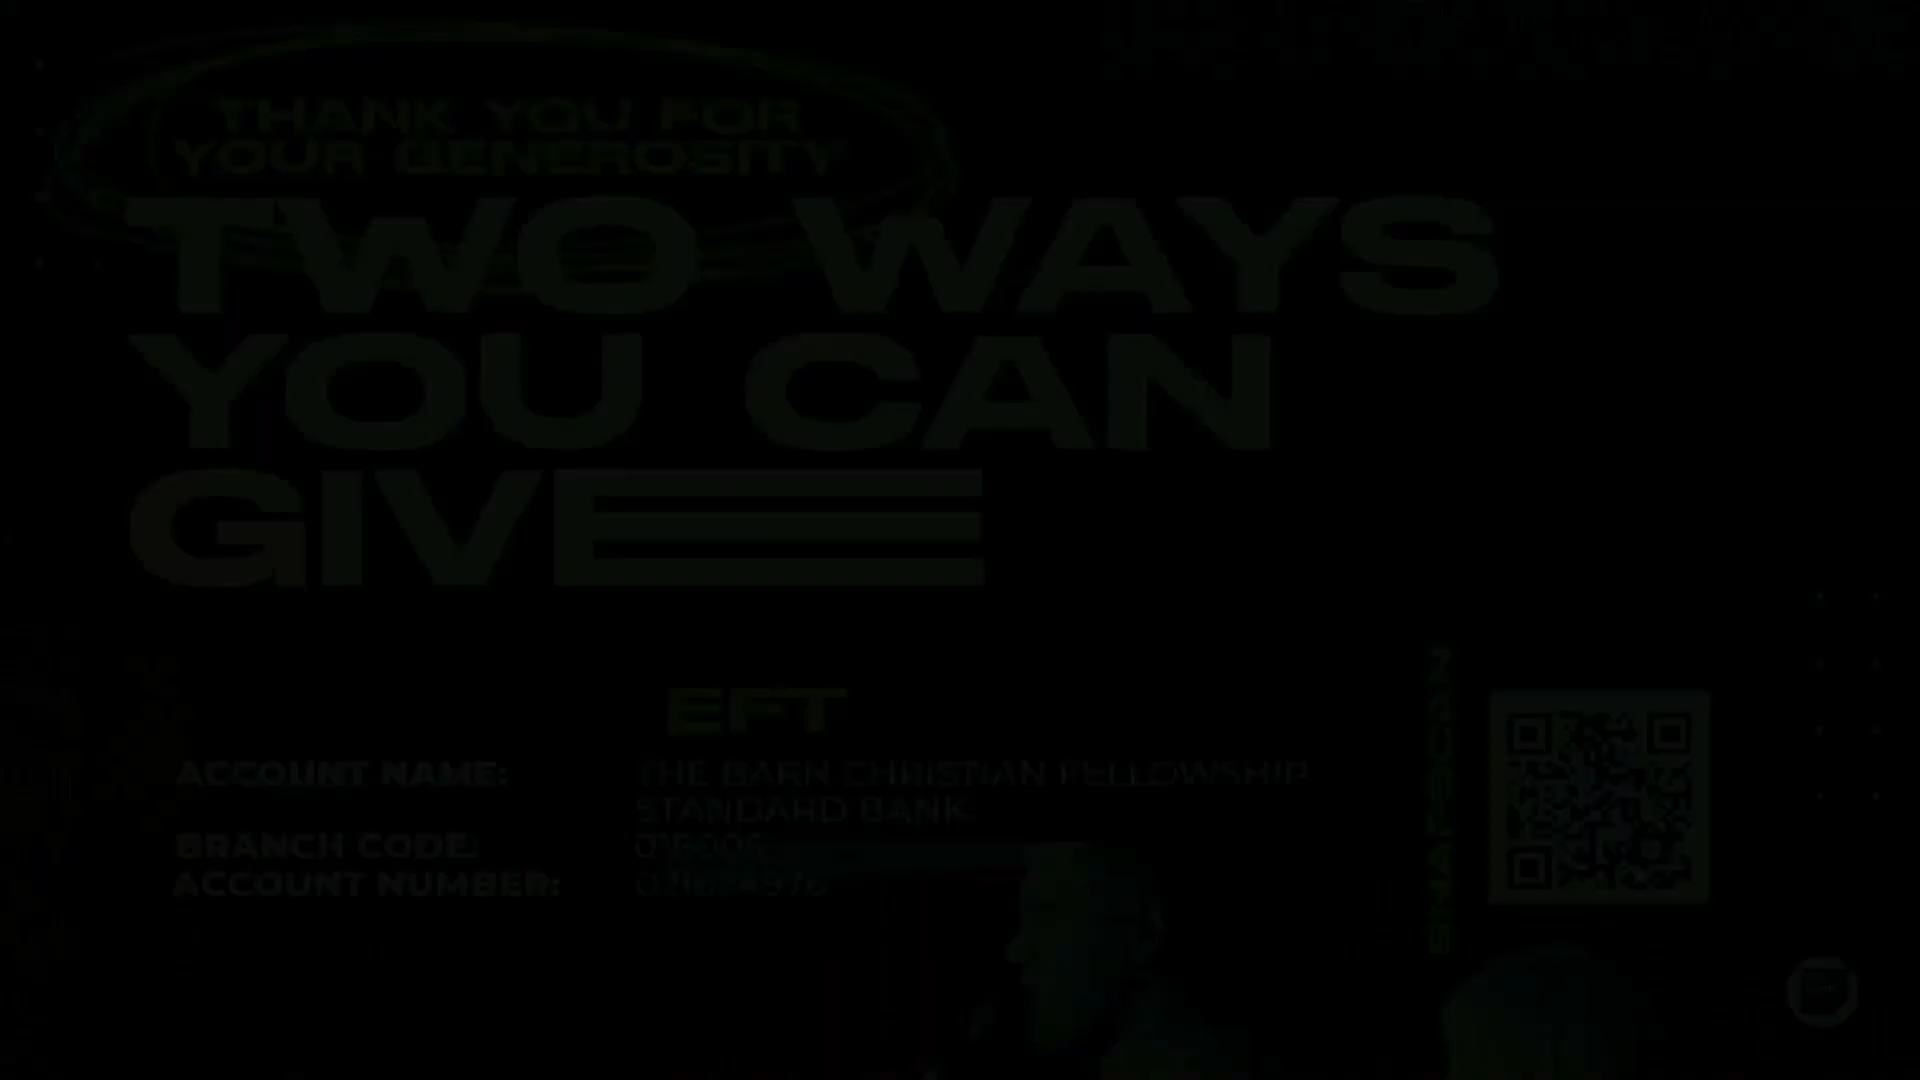 THANK YOU FOR
YOUR GENEROSITY
TWO WAYS
YOU CAN
GIVE
EFT
ACCOUNT NAME: THE BARN CHRISTIAN FELLOWSHIP
STANDARD BANK
BRANCH CODE:
ACCOUNT NUMBER:
SNAPSCAN